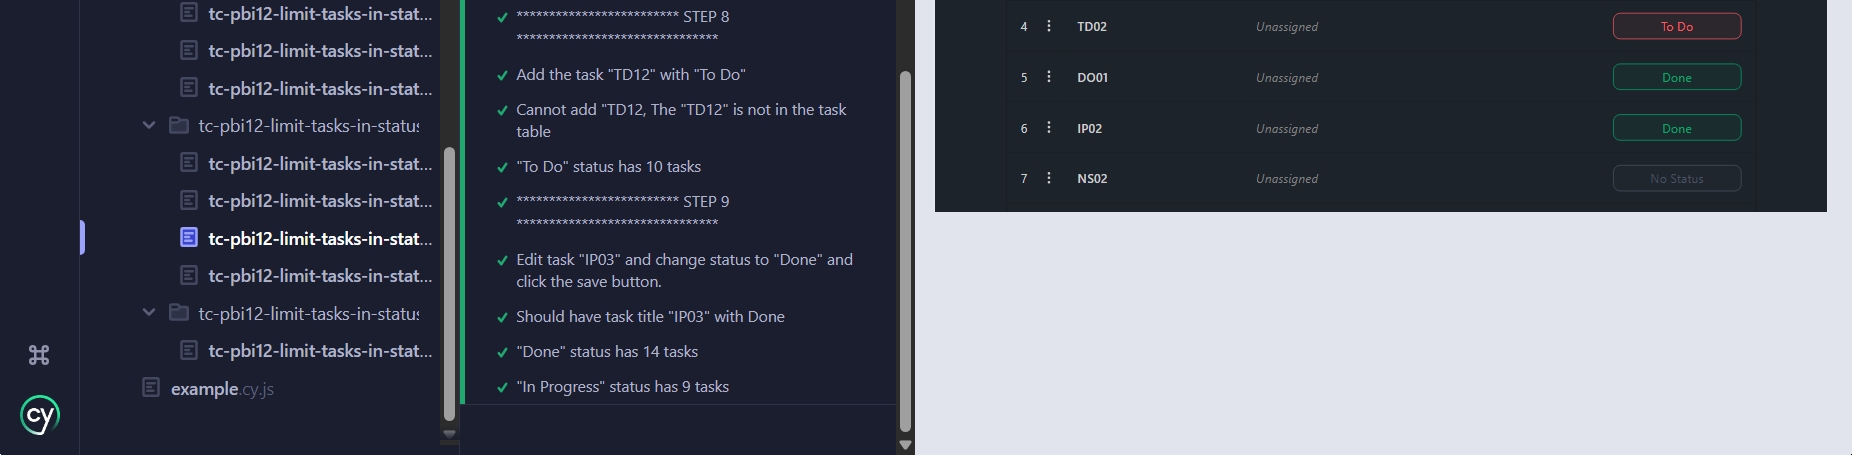 tc-pbi12-limit-tasks-in-stat...
tc-pbi12-limit-tasks-in-stat...
tc-pbi12-limit-tasks-in-stat...
tc-pbi12-limit-tasks-in-status
tc-pbi12-limit-tasks-in-stat...
tc-pbi12-limit-tasks-in-stat...
tc-pbi12-limit-tasks-in-stat...
tc-pbi12-limit-tasks-in-stat...
tc-pbi12-limit-tasks-in-status
tc-pbi12-limit-tasks-in-stat...
example.cy.js
cy
************************* STEP 8
*******************************
Add the task "TD12" with "To Do"
Cannot add "TD12, The "TD12" is not in the task
table
"To Do" status has 10 tasks
************************* STEP 9
*******************************
Edit task "IP03" and change status to "Done" and
click the save button.
Should have task title "IP03" with Done
"Done" status has 14 tasks
"In Progress" status has 9 tasks
4 TD02 Unassigned To Do
5 DO01 Unassigned Done
6 IP02 Unassigned Done
7 NS02 Unassigned No Status